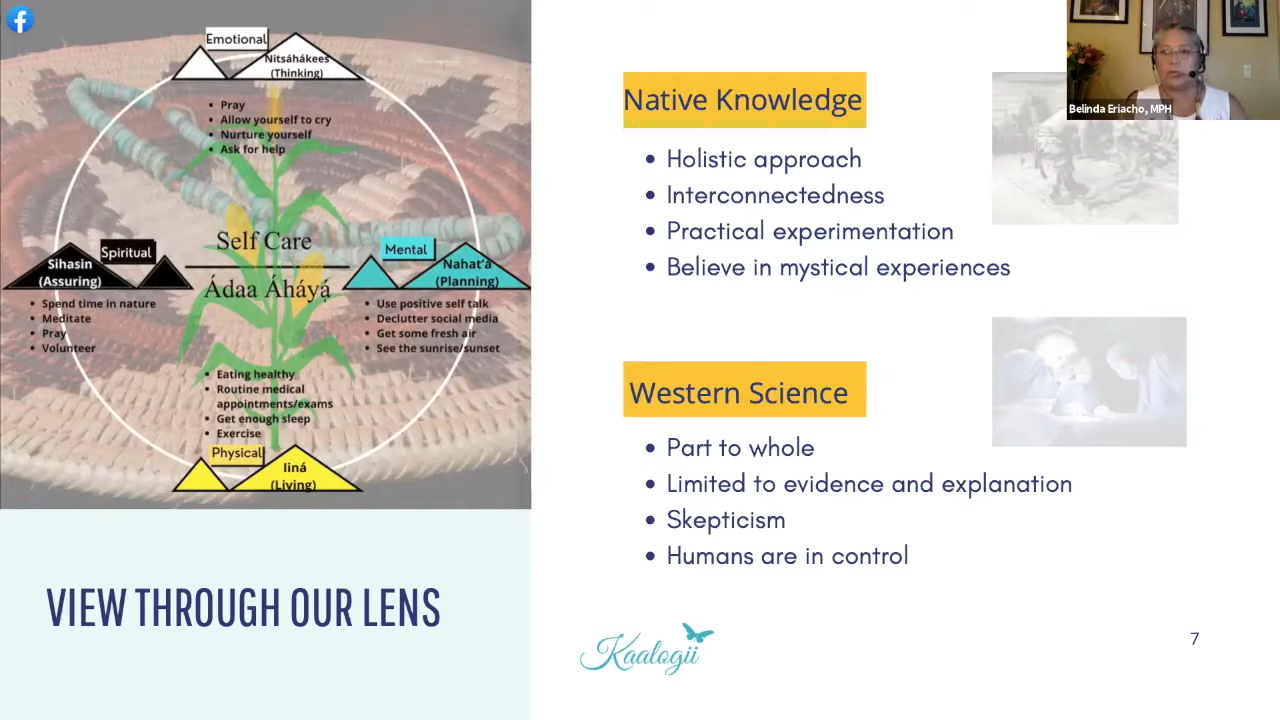 Emotional
Nitsáhákees
(Thinking)
• Pray
• Allow yourself to cry
• Nurture yourself
• Ask for help
Spiritual
Sihasin
(Assuring)
• Spend time in nature
• Meditate
• Pray
• Volunteer
Self Care
Ádaa Áháyą́
Mental
Nahat'á
(Planning)
• Use positive self talk
• Declutter social media
• Get some fresh air
• See the sunrise/sunset
• Eating healthy
• Routine medical
appointments/exams
• Get enough sleep
• Exercise
Physical
Iiná
(Living)
VIEW THROUGH OUR LENS
Native Knowledge
• Holistic approach
• Interconnectedness
• Practical experimentation
• Believe in mystical experiences
Western Science
• Part to whole
• Limited to evidence and explanation
• Skepticism
• Humans are in control
Kaalogii
7
Belinda Eriacho, MPH